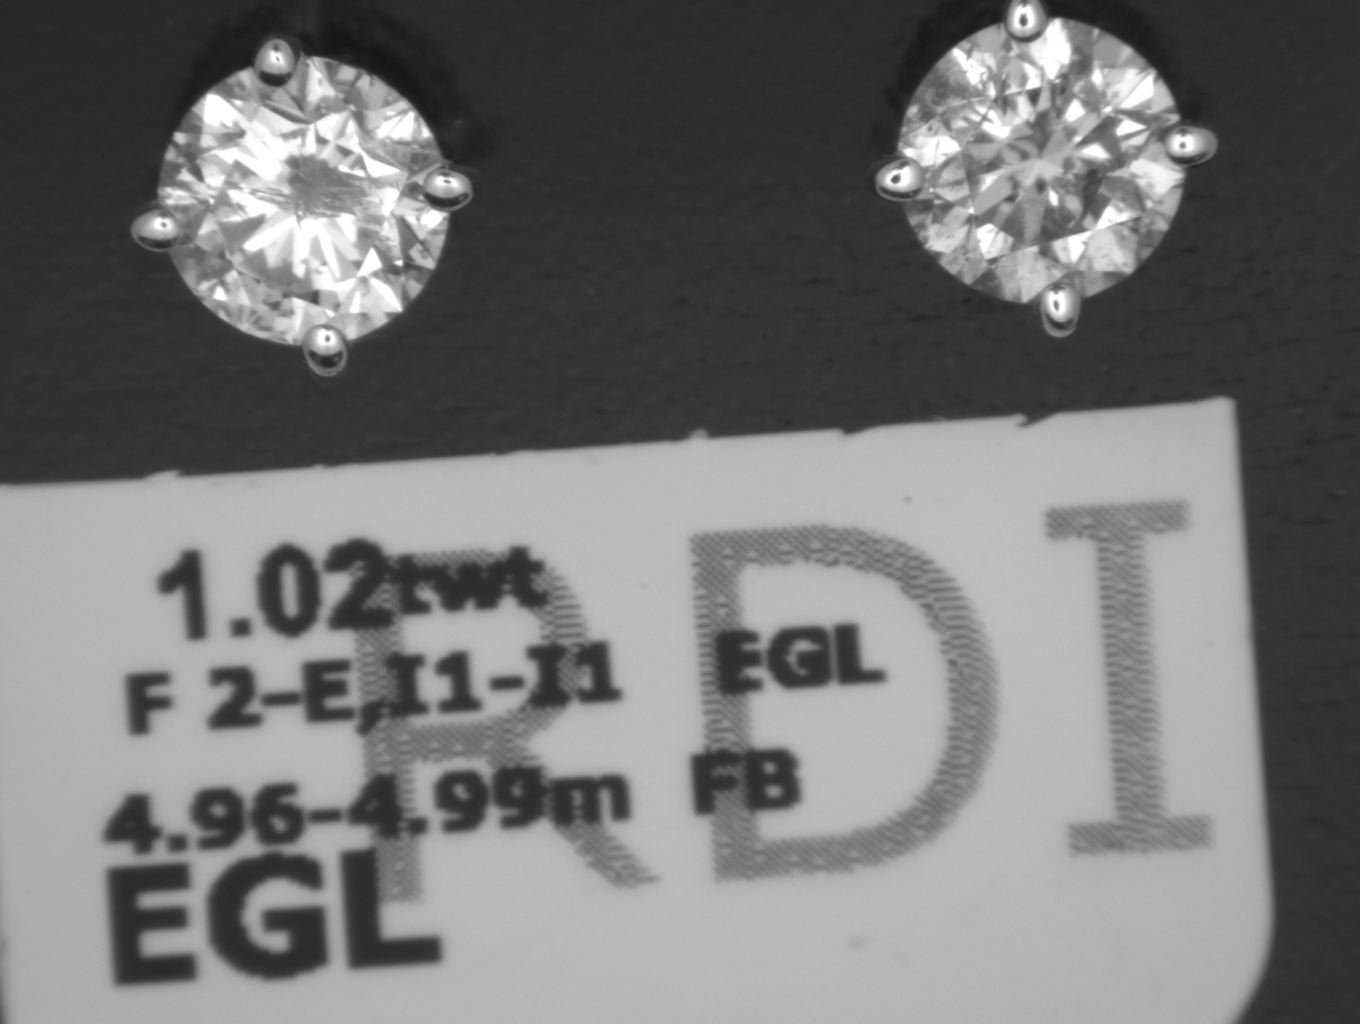 RDI
1.02twt
F 2-E,I1-I1 EGL
4.96-4.99m FB
EGL